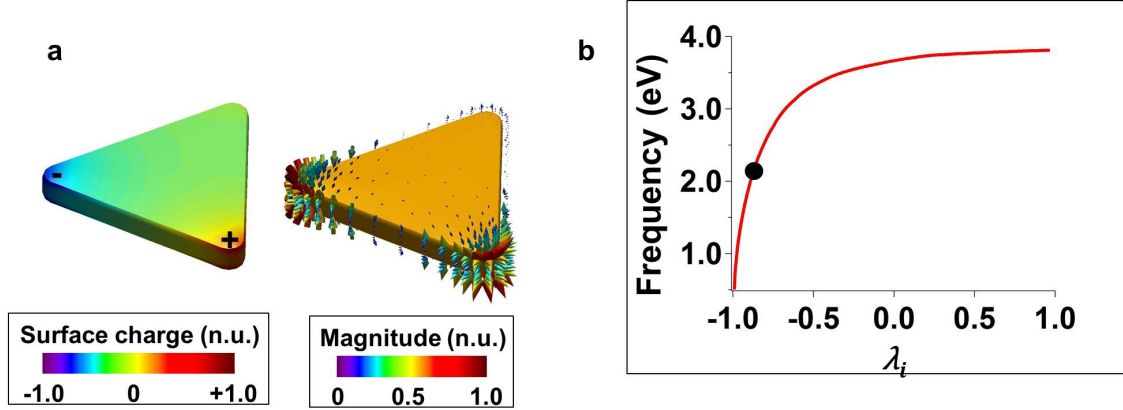 a
-
+
Surface charge (n.u.)
-1.0 0 +1.0
Magnitude (n.u.)
0 0.5 1.0
b
Frequency (eV)
4.0
3.0
2.0
1.0
-1.0 -0.5 0.0 0.5 1.0
λi